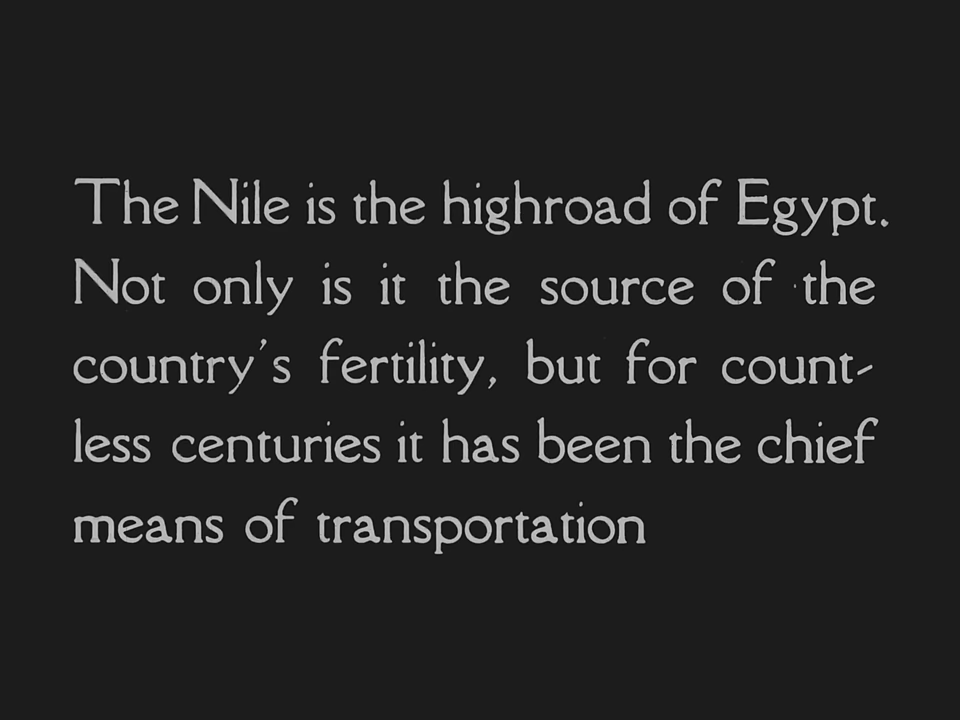 The Nile is the highroad of Egypt.
Not only is it the source of the
country's fertility, but for count-
less centuries it has been the chief
means of transportation